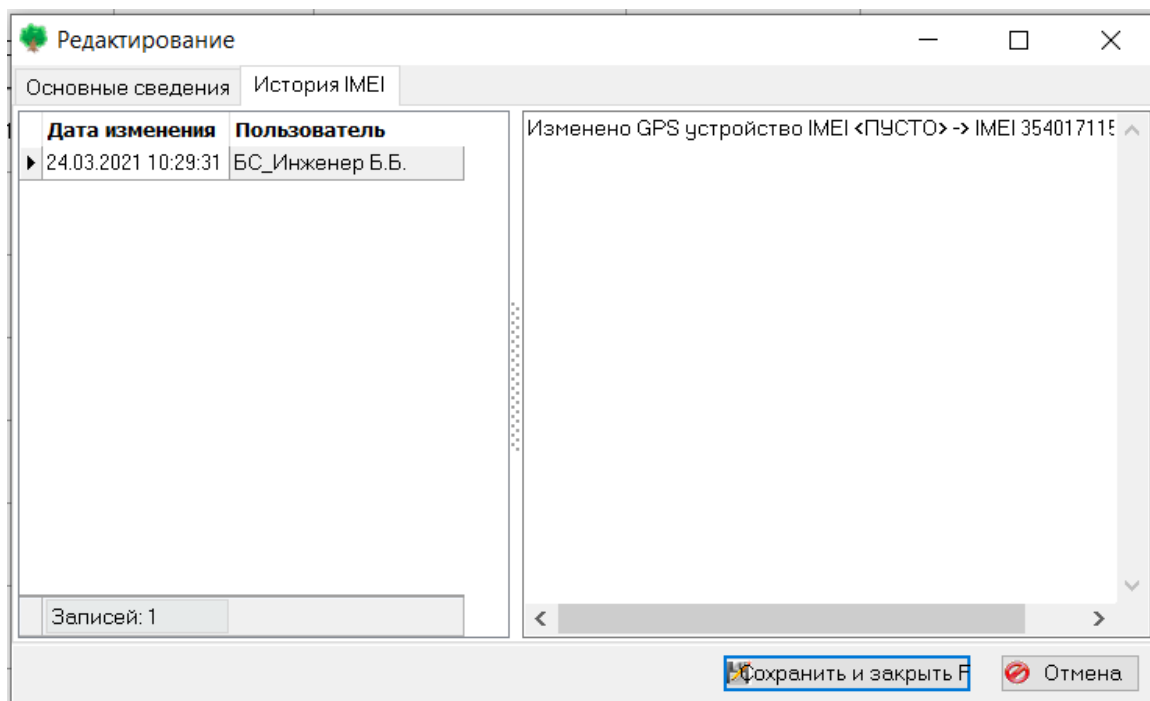 Редактирование
Основные сведения История IMEI
Дата изменения Пользователь
24.03.2021 10:29:31 БС_Инженер Б.Б.
Записей: 1
Изменено GPS устройство IMEI <ПУСТО> -> IMEI 354017115
Сохранить и закрыть F
Отмена